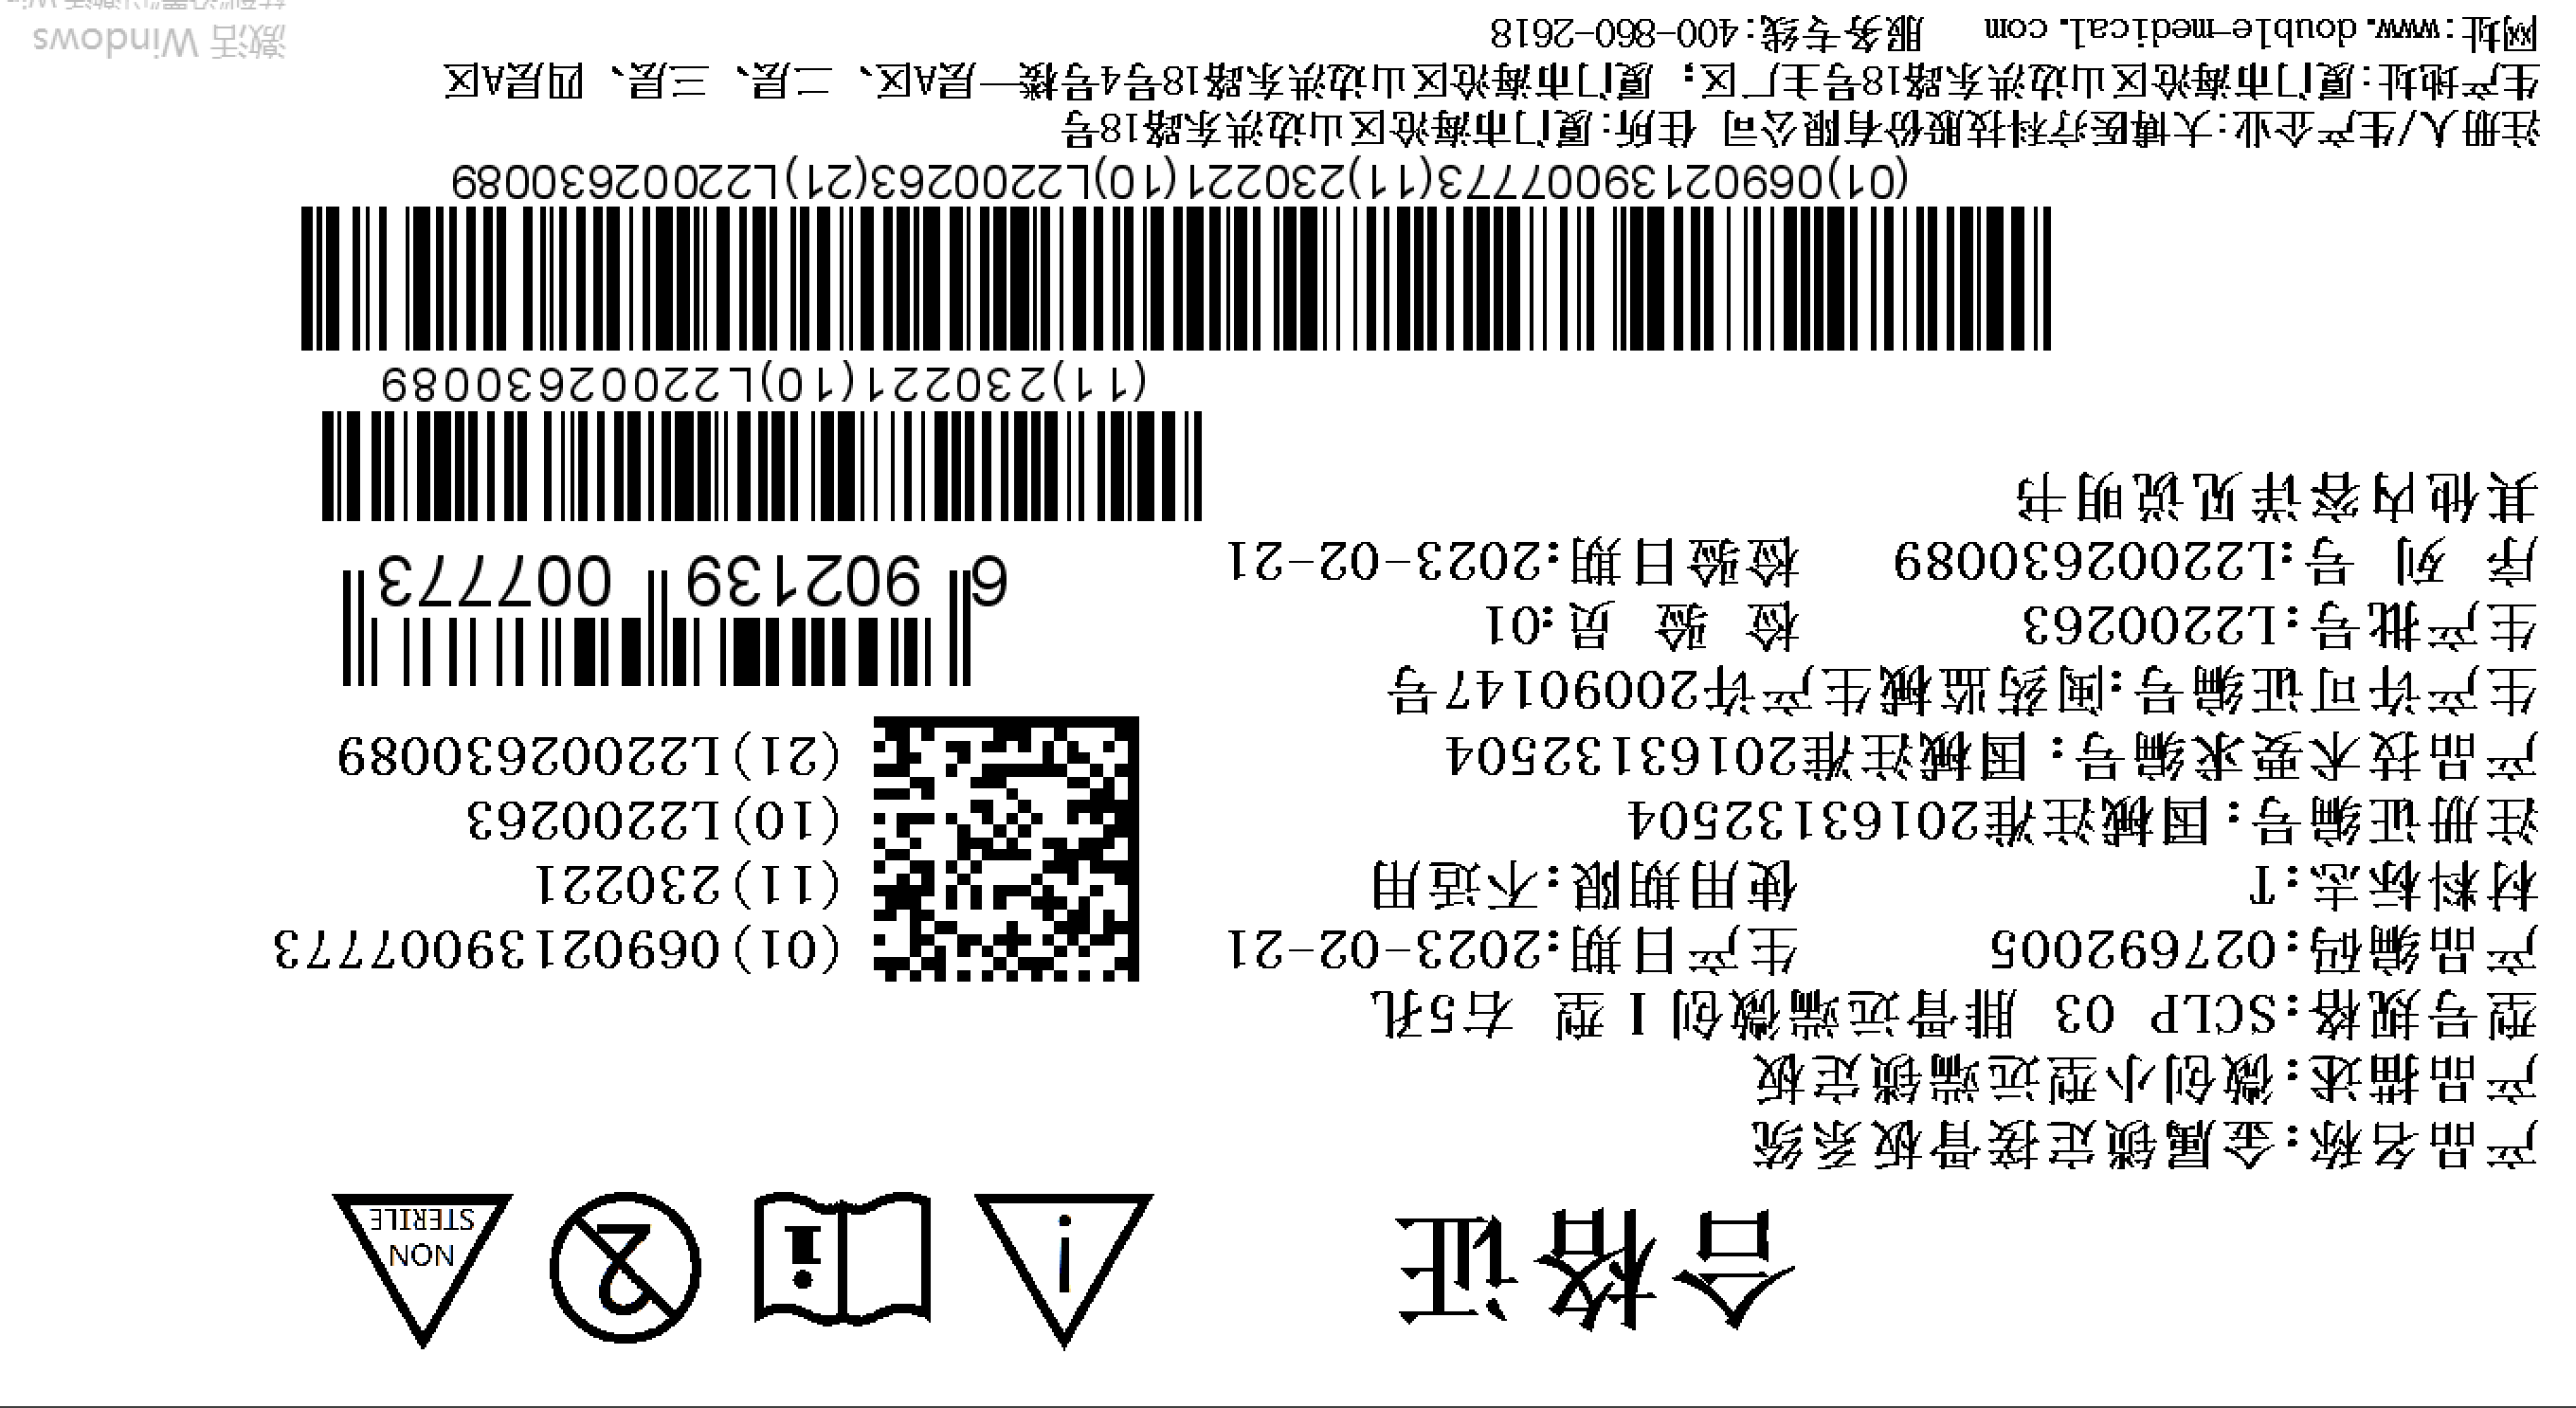 合格证
NON
STERILE
产品名称:金属锁定接骨板系统
产品描述:微创小型远端锁定板
型号规格:SCLP 03 腓骨远端微创Ⅰ型 右5孔
产品编码:027692005 生产日期:2023-02-21
材料标志:T 使用期限:不适用
注册证编号:国械注准20163132504
产品技术要求编号:国械注准20163132504
生产许可证编号:闽药监械生产许20090147号
生产批号:L2200263 检 验 员:01
序 列 号:L22002630089 检验日期:2023-02-21
其他内容详见说明书
(01)06902139007773
(11)230221
(10)L2200263
(21)L22002630089
6 902139 007773
(11)230221(10)L22002630089
(01)06902139007773(11)230221(10)L2200263(21)L22002630089
注册人/生产企业:大博医疗科技股份有限公司 住所:厦门市海沧区山边洪东路18号
生产地址:厦门市海沧区山边洪东路18号主厂区; 厦门市海沧区山边洪东路18号4号楼一层A区、二层、三层、四层A区
网址:www.double-medical.com 服务专线:400-860-2618
激活 Windows